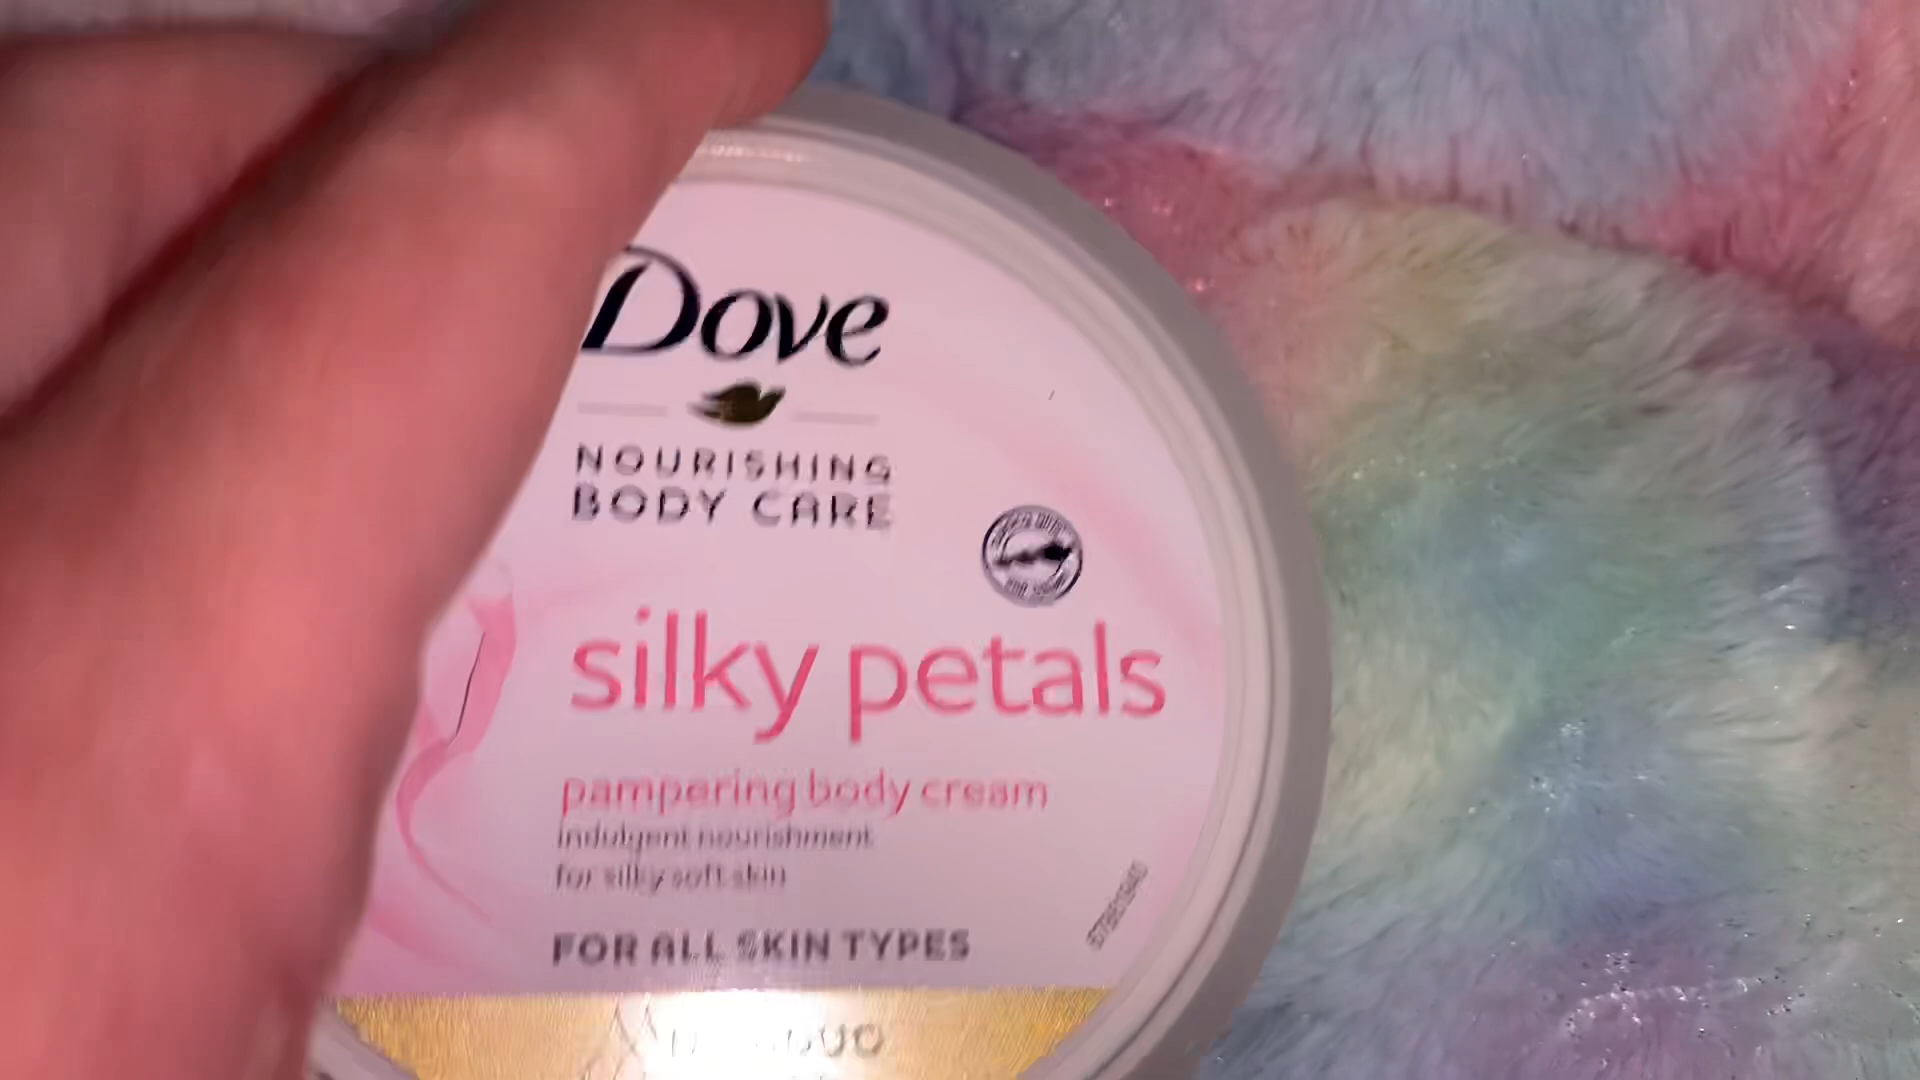 Dove
NOURISHING
BODY CARE
silky petals
pampering body cream
indulgent nourishment
for silky soft skin
FOR ALL SKIN TYPES